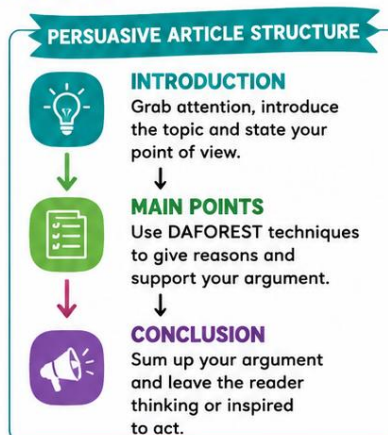 PERSUASIVE ARTICLE STRUCTURE
INTRODUCTION
Grab attention, introduce
the topic and state your
point of view.
MAIN POINTS
Use DAFOREST techniques
to give reasons and
support your argument.
CONCLUSION
Sum up your argument
and leave the reader
thinking or inspired
to act.